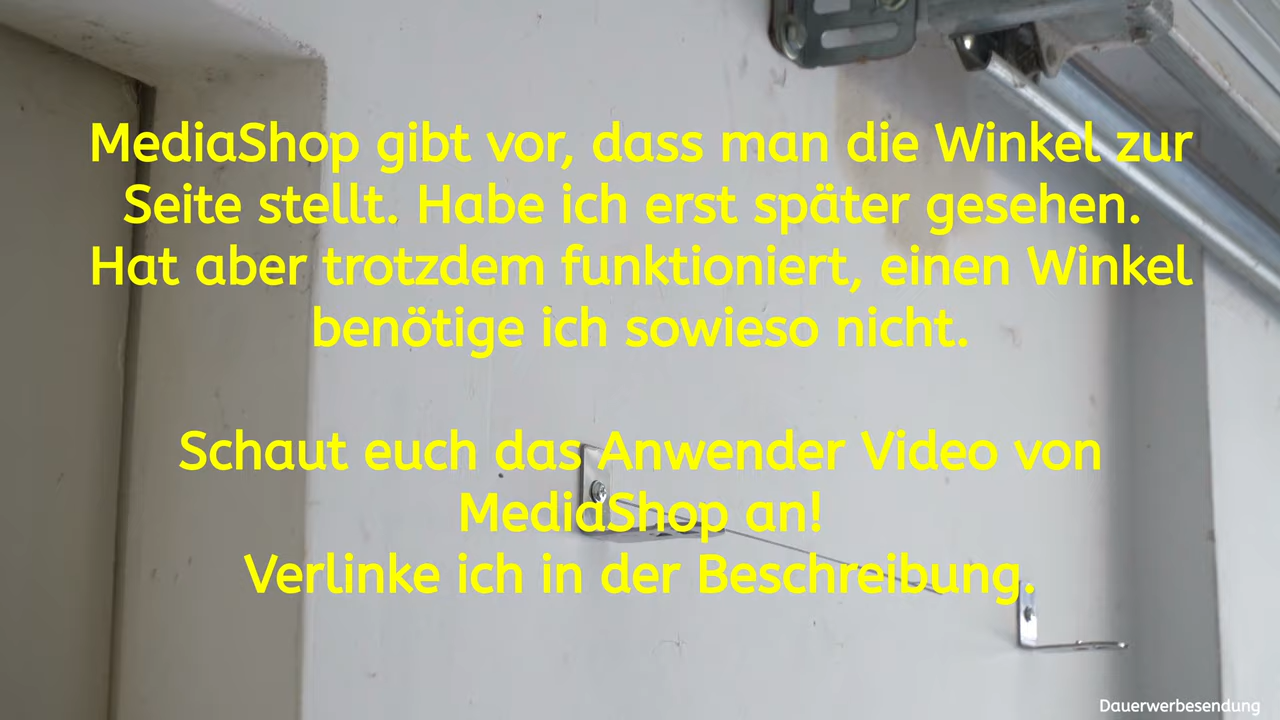 MediaShop gibt vor, dass man die Winkel zur
Seite stellt. Habe ich erst später gesehen.
Hat aber trotzdem funktioniert, einen Winkel
benötige ich sowieso nicht.
Schaut euch das Anwender Video von
MediaShop an!
Verlinke ich in der Beschreibung.
Dauerwerbesendung